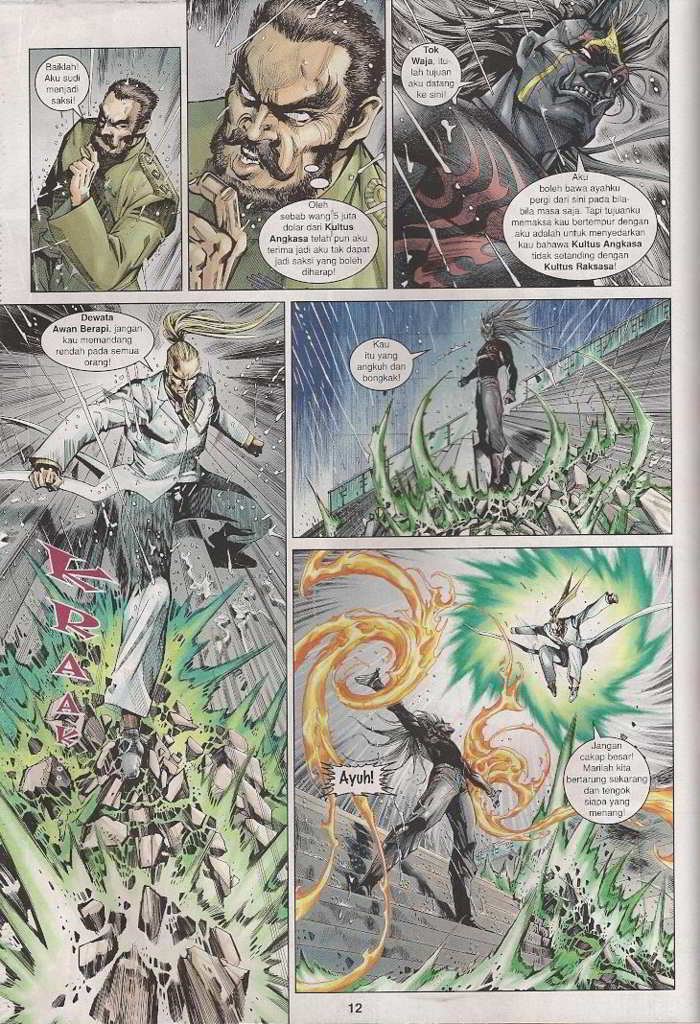 Baiklah!
Aku sudi
menjadi
saksi!
Oleh
sebab wang 5 juta
dolar dari Kultus
Angkasa telah pun aku
terima jadi aku tak dapat
jadi saksi yang boleh
diharap!
Tok
Waja, itu-
lah tujuan
aku datang
ke sini!
Aku
boleh bawa ayahku
pergi dari sini pada bila-
bila masa saja. Tapi tujuanku
memaksa kau bertempur dengan
aku adalah untuk menyedarkan
kau bahawa Kultus Angkasa
tidak setanding dengan
Kultus Raksasa!
Dewata
Awan Berapi, jangan
kau memandang
rendah pada semua
orang!
KRAAK
Kau
itu yang
angkuh dan
bongkak!
Ayuh!
Jangan
cakap besar!
Marilah kita
bertarung sekarang
dan tengok
siapa yang
menang!
12